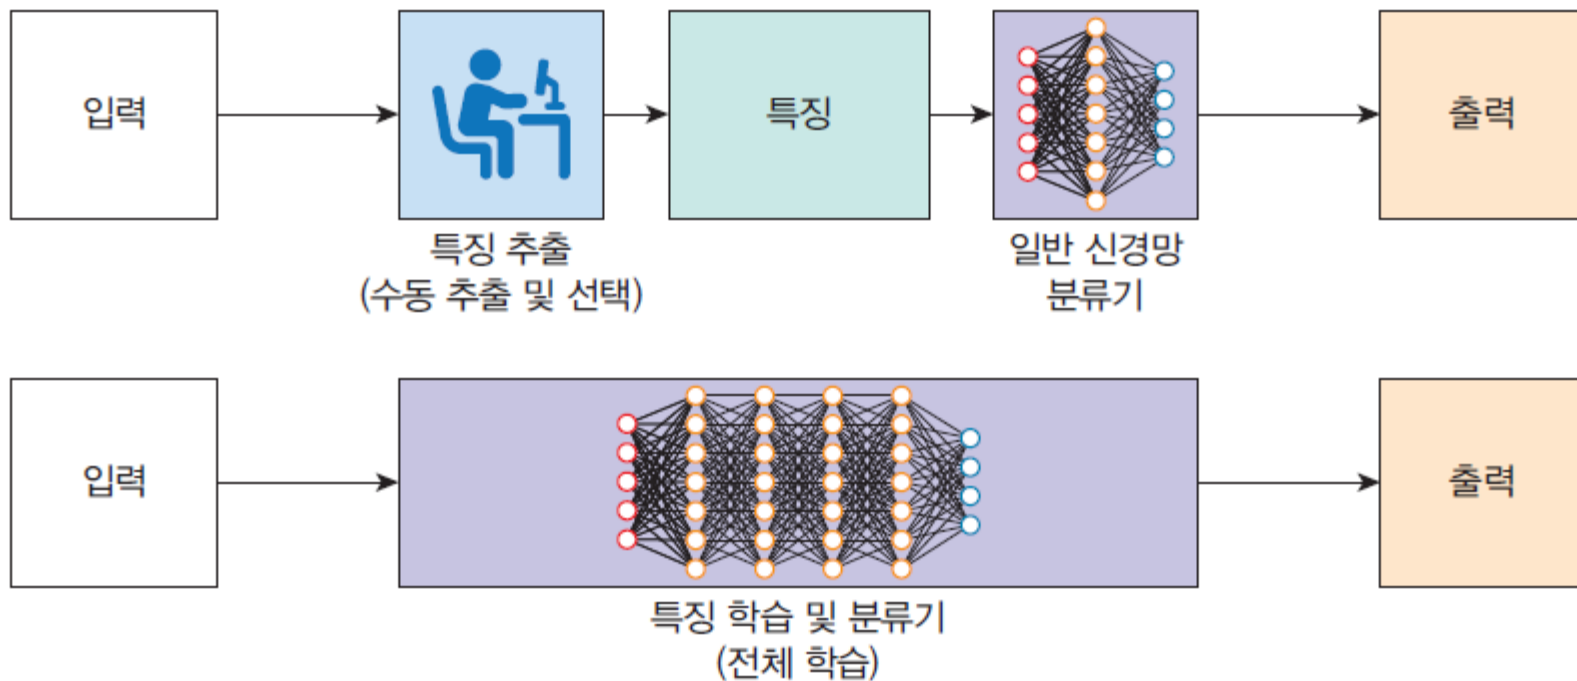 입력
특징
출력
특징 추출
(수동 추출 및 선택)
일반 신경망
분류기
입력
출력
특징 학습 및 분류기
(전체 학습)